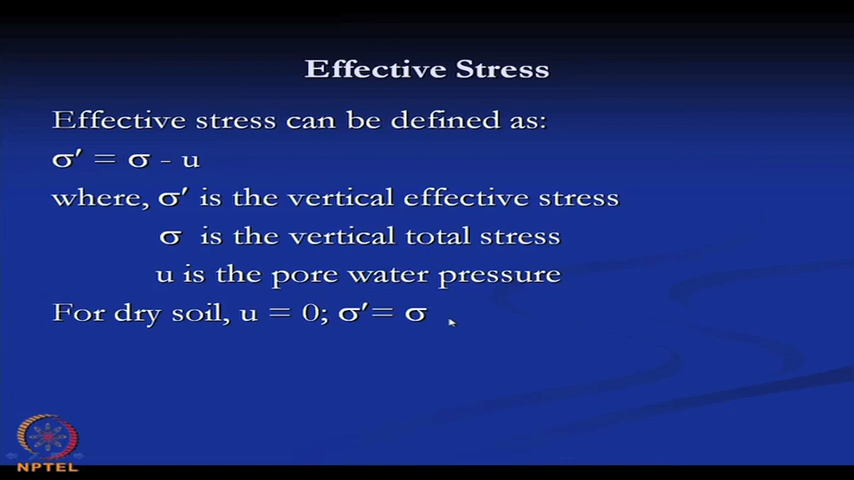 Effective Stress
Effective stress can be defined as:
σ′ = σ - u
where, σ′ is the vertical effective stress
σ is the vertical total stress
u is the pore water pressure
For dry soil, u = 0; σ′= σ
NPTEL